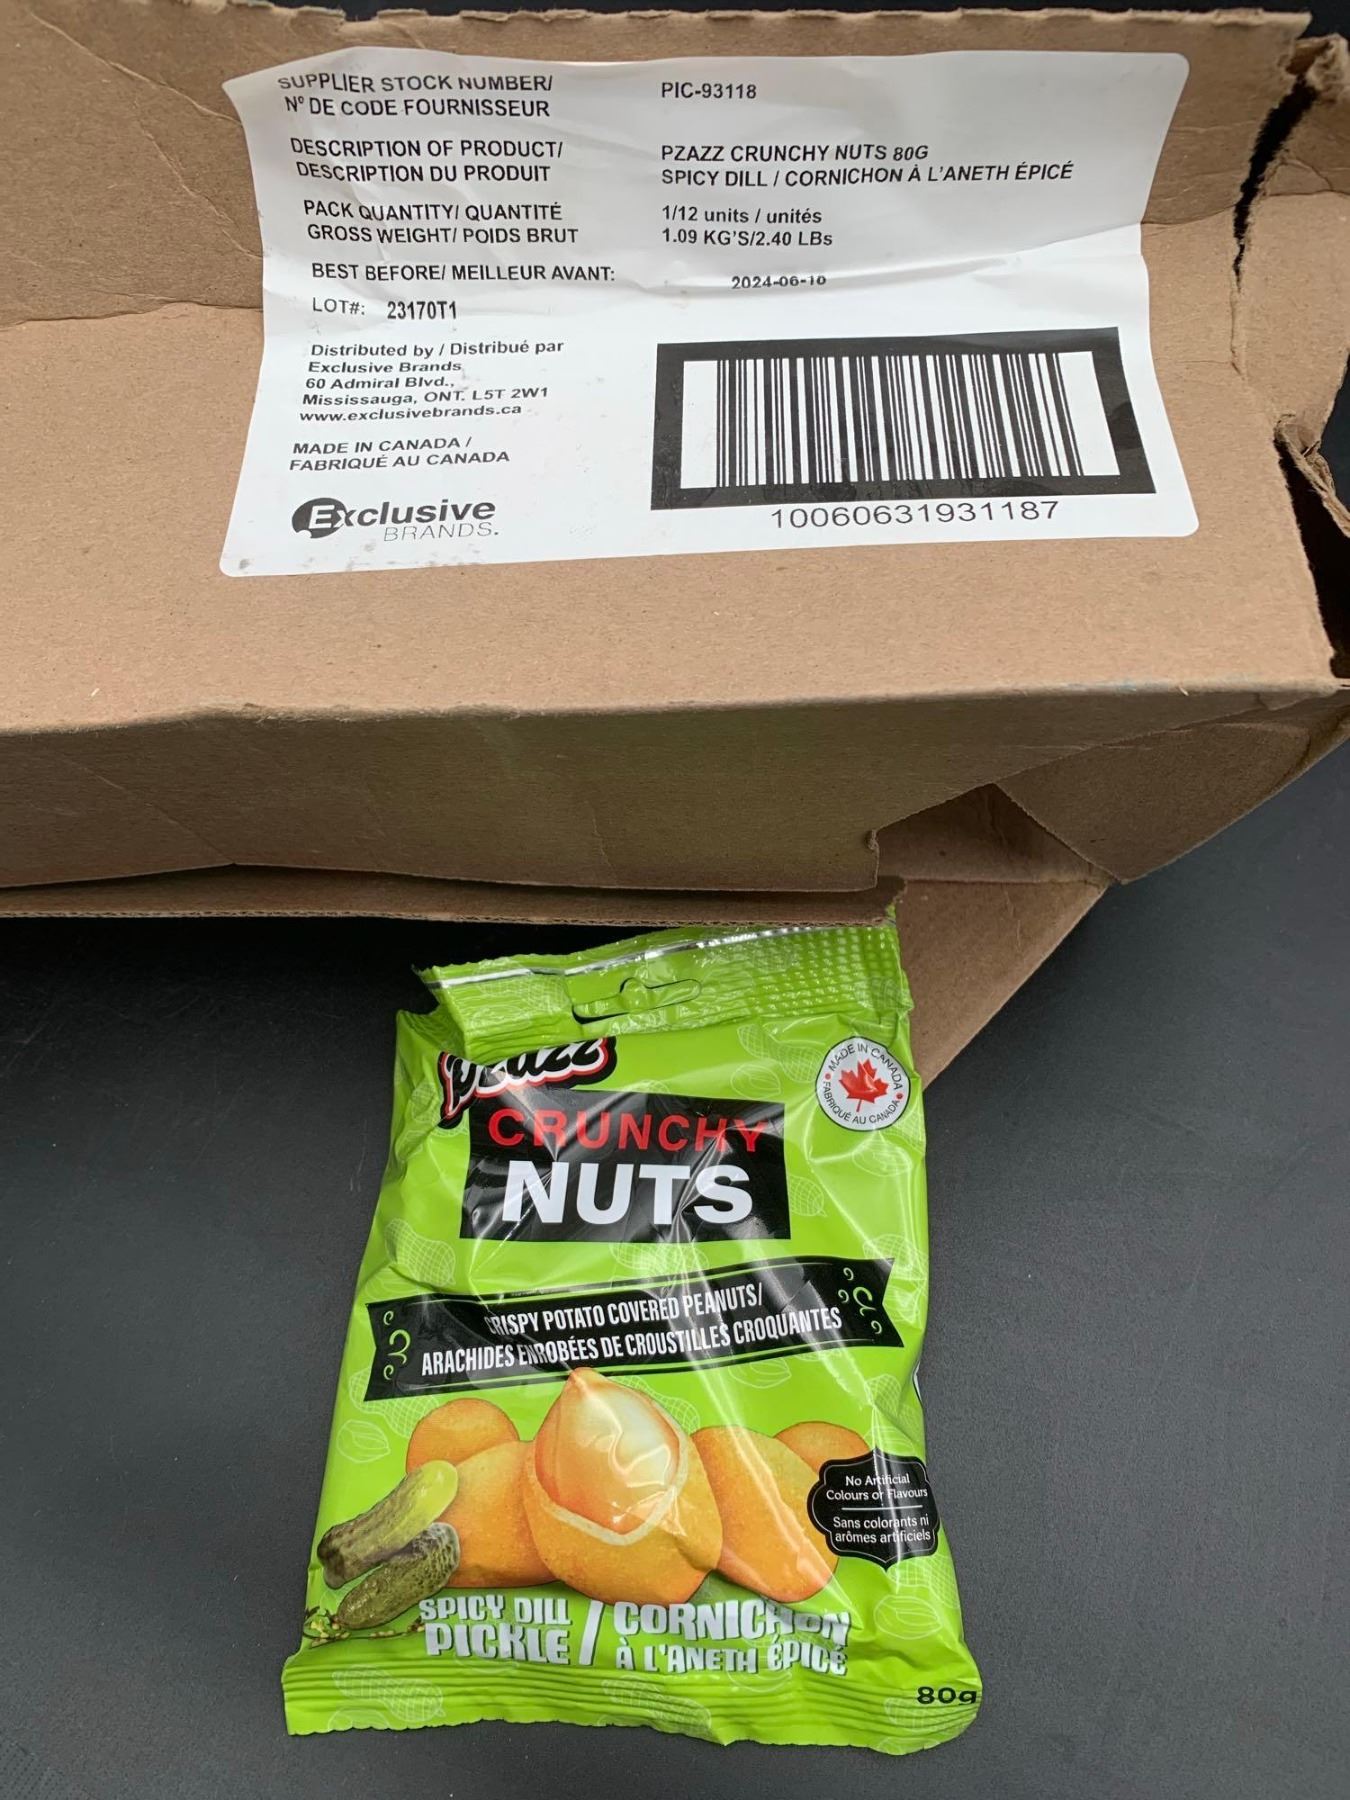 SUPPLIER STOCK NUMBER/
N° DE CODE FOURNISSEUR
PIC-93118
DESCRIPTION OF PRODUCT/
DESCRIPTION DU PRODUIT
PZAZZ CRUNCHY NUTS 80G
SPICY DILL / CORNICHON À L'ANETH ÉPICÉ
PACK QUANTITY/ QUANTITÉ
GROSS WEIGHT/ POIDS BRUT
1/12 units / unités
1.09 KG'S/2.40 LBs
BEST BEFORE/ MEILLEUR AVANT:
2024-06-10
LOT#: 23170T1
Distributed by / Distribué par
Exclusive Brands
60 Admiral Blvd.,
Mississauga, ONT. L5T 2W1
www.exclusivebrands.ca
MADE IN CANADA /
FABRIQUÉ AU CANADA
Exclusive
BRANDS.
10060631931187
Pzazz
CRUNCHY
NUTS
MADE IN CANADA
FABRIQUÉ AU CANADA
CRISPY POTATO COVERED PEANUTS/
ARACHIDES ENROBÉES DE CROUSTILLES CROQUANTES
No Artificial
Colours or Flavours
Sans colorants ni
arômes artificiels
SPICY DILL
PICKLE
/ CORNICHON
À L'ANETH ÉPICÉ
80g